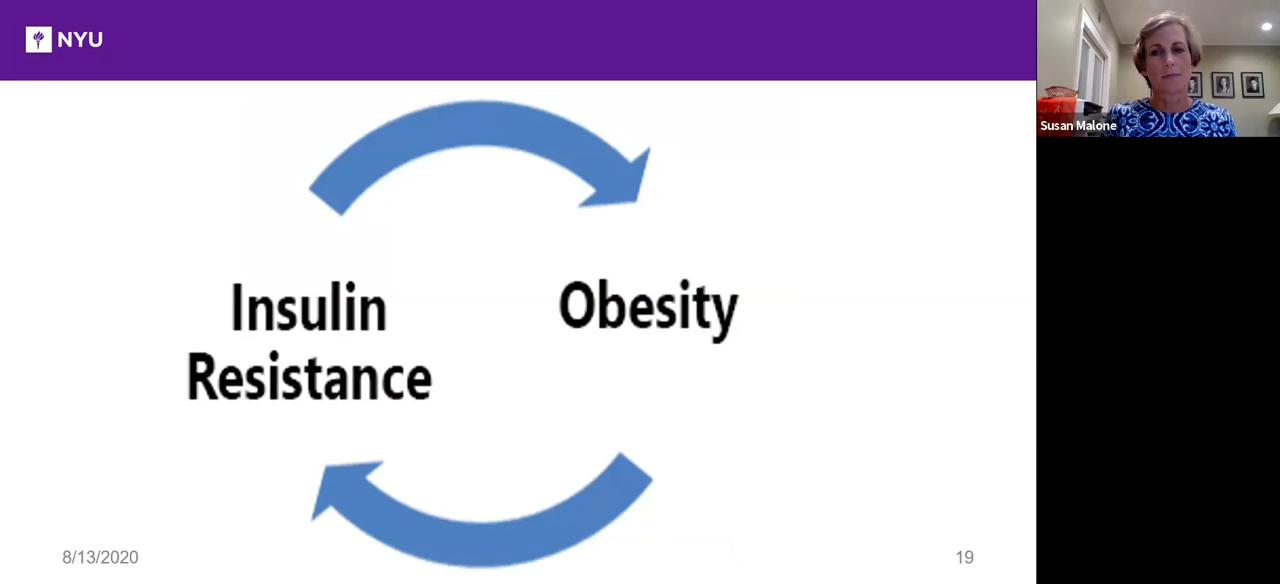 NYU
Susan Malone
Insulin
Resistance
Obesity
8/13/2020
19